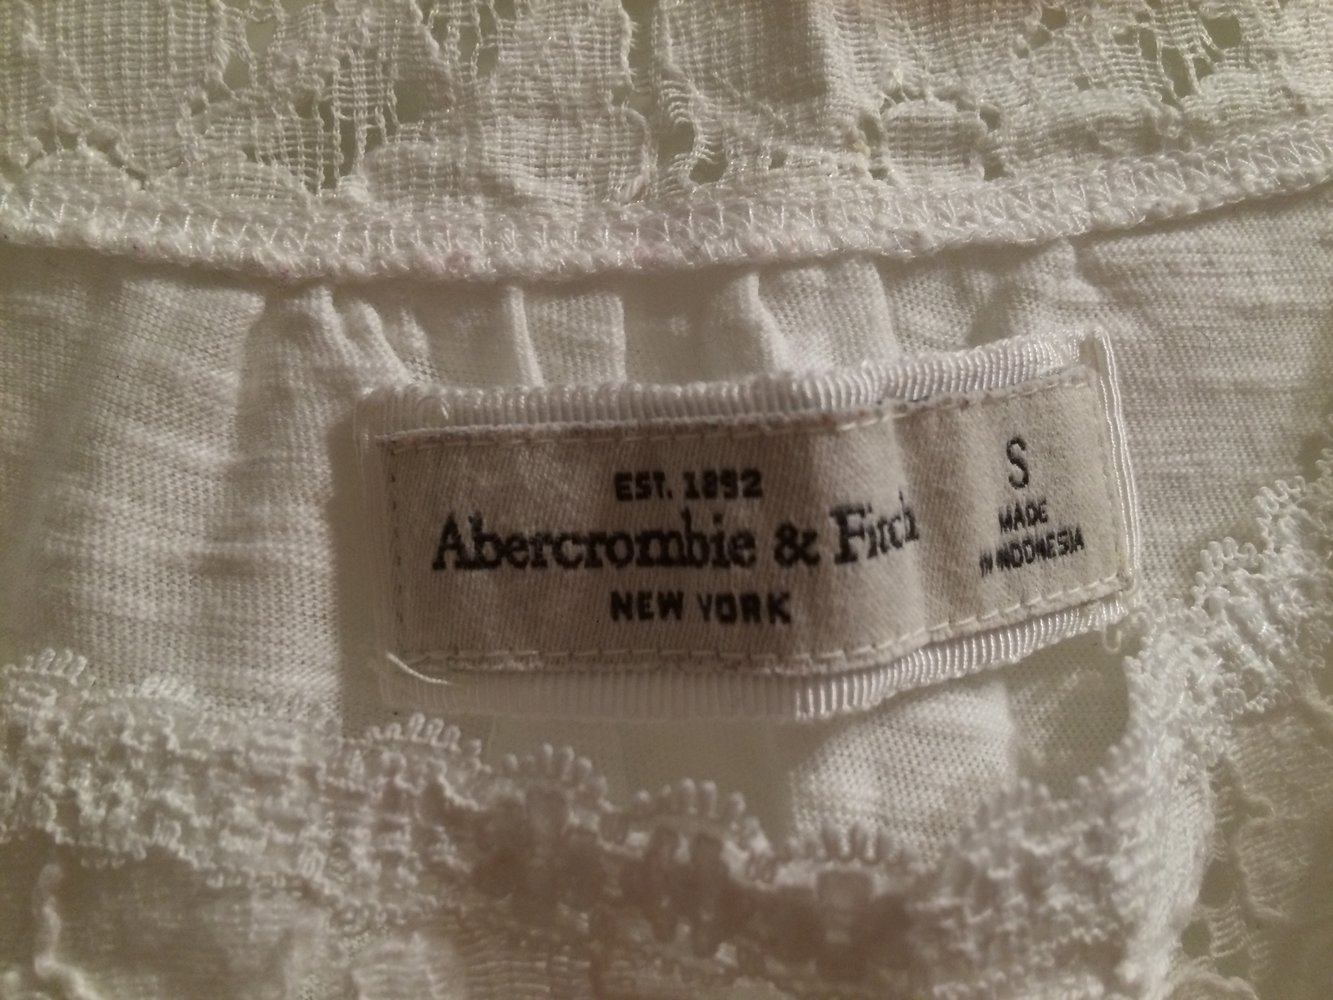 EST. 1892
Abercrombie & Fitch
NEW YORK
S
MADE
IN INDONESIA